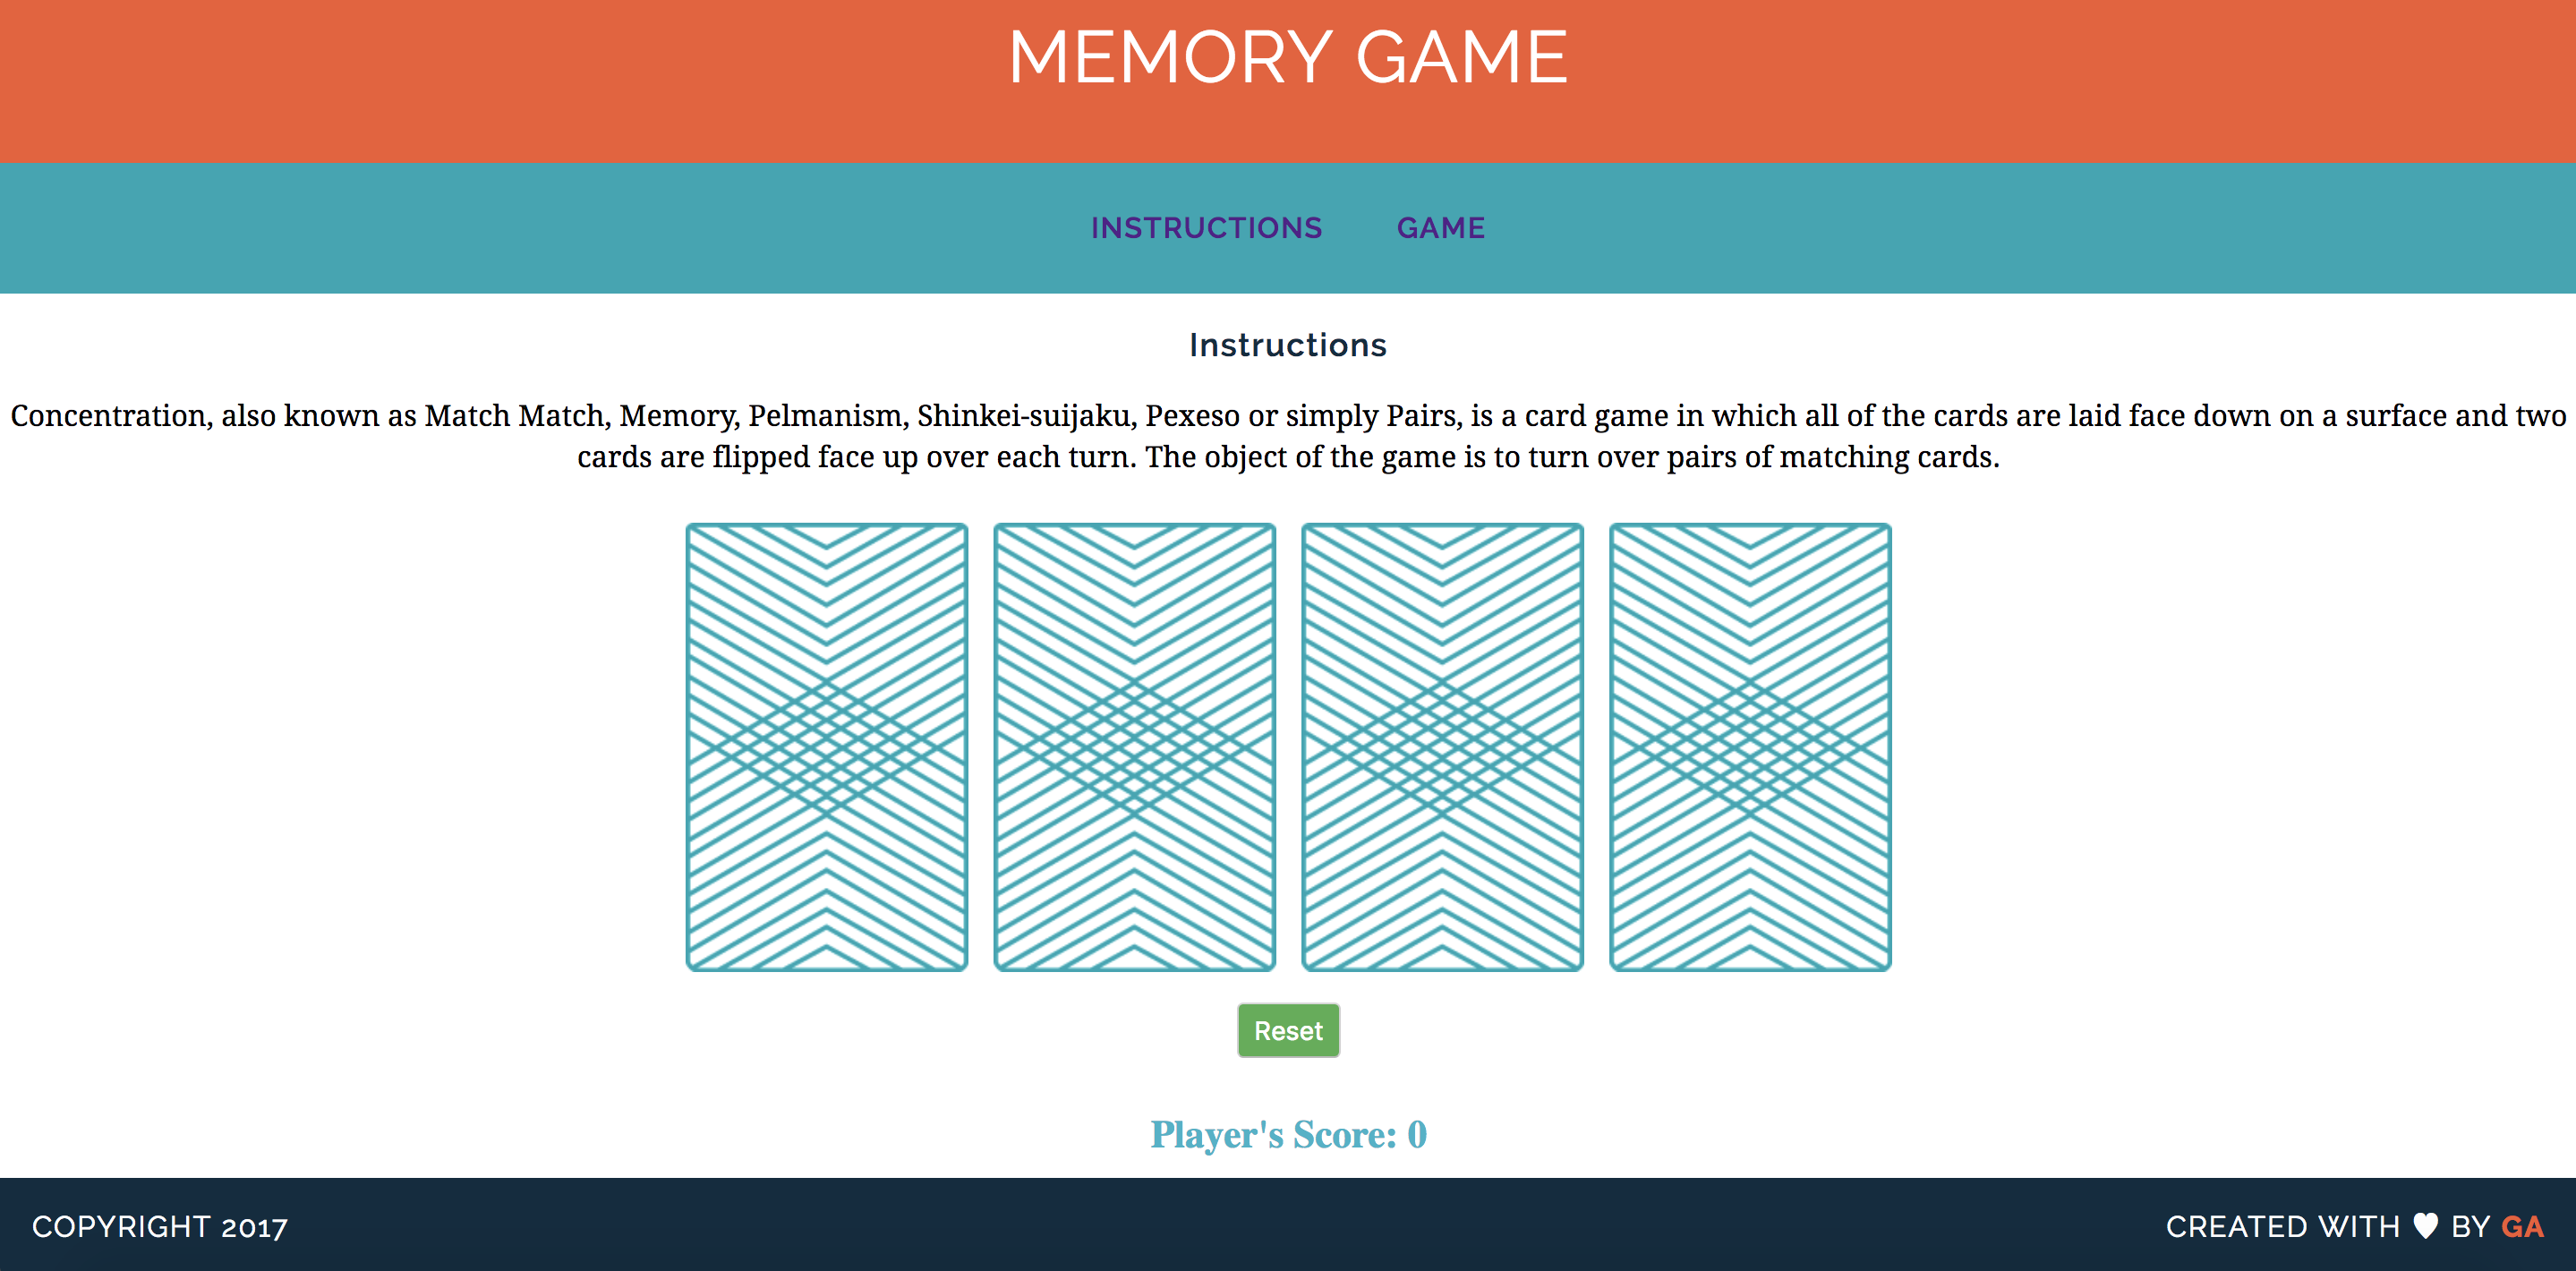 MEMORY GAME
INSTRUCTIONS GAME
Instructions
Concentration, also known as Match Match, Memory, Pelmanism, Shinkei-suijaku, Pexeso or simply Pairs, is a card game in which all of the cards are laid face down on a surface and two
cards are flipped face up over each turn. The object of the game is to turn over pairs of matching cards.
Reset
Player's Score: 0
COPYRIGHT 2017
CREATED WITH ♥ BY GA